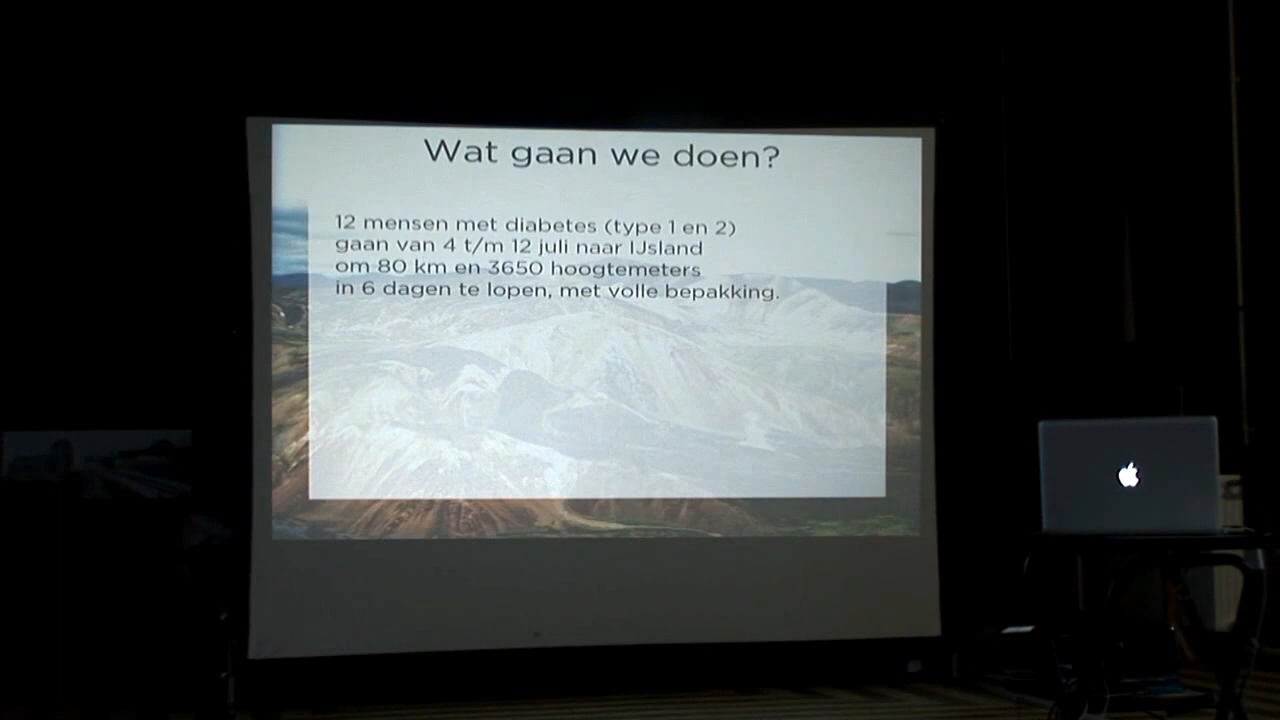 Wat gaan we doen?
12 mensen met diabetes (type 1 en 2)
gaan van 4 t/m 12 juli naar IJsland
om 80 km en 3650 hoogtemeters
in 6 dagen te lopen, met volle bepakking.